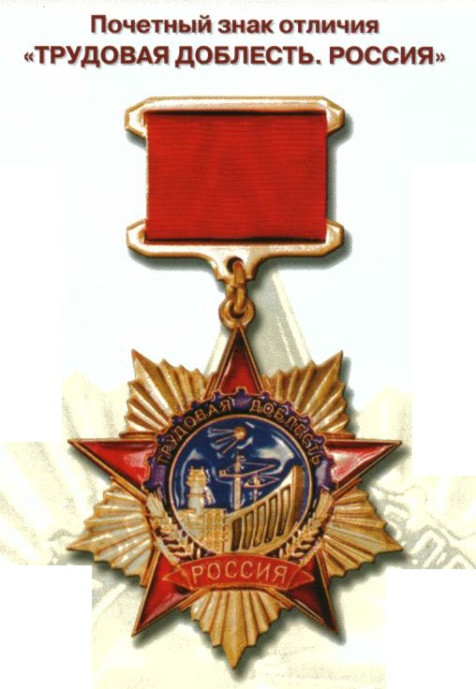 Почетный знак отличия
«ТРУДОВАЯ ДОБЛЕСТЬ. РОССИЯ»
ТРУДОВАЯ ДОБЛЕСТЬ
РОССИЯ